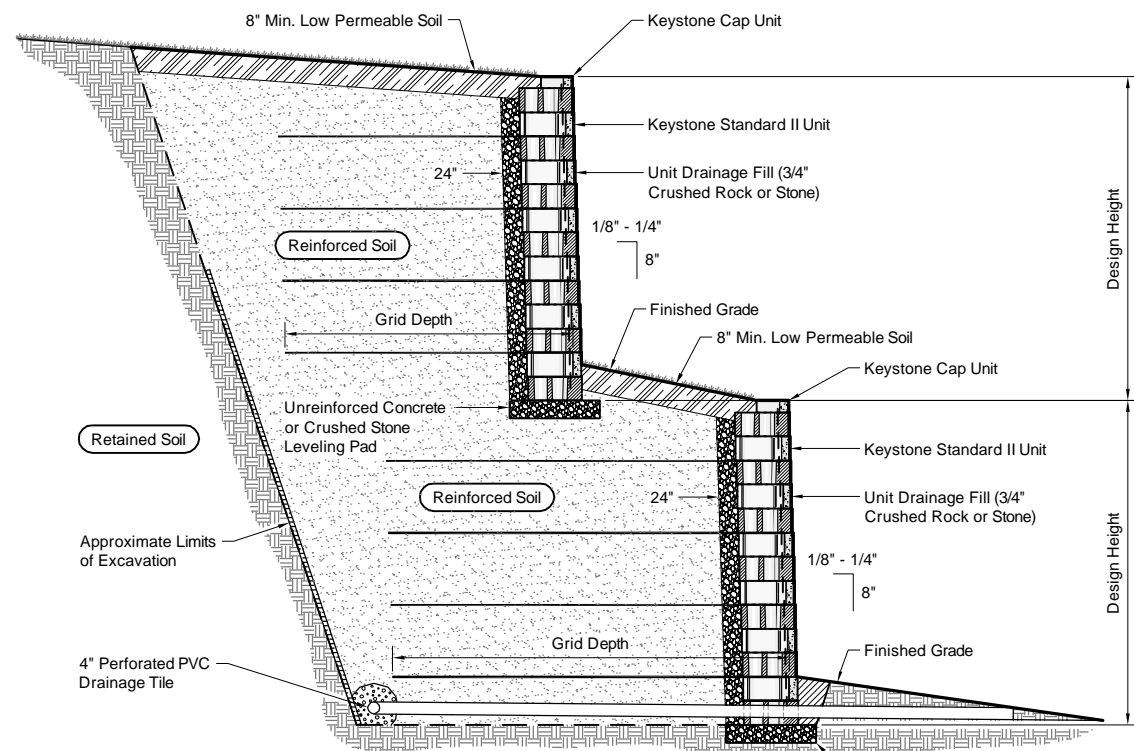 8" Min. Low Permeable Soil
Keystone Cap Unit
Keystone Standard II Unit
24"
Unit Drainage Fill (3/4"
Crushed Rock or Stone)
Design Height
1/8" - 1/4"
8"
Reinforced Soil
Finished Grade
Grid Depth
8" Min. Low Permeable Soil
Keystone Cap Unit
Unreinforced Concrete
or Crushed Stone
Leveling Pad
Retained Soil
Keystone Standard II Unit
Reinforced Soil
24"
Unit Drainage Fill (3/4"
Crushed Rock or Stone)
Design Height
Approximate Limits
of Excavation
1/8" - 1/4"
8"
Grid Depth
Finished Grade
4" Perforated PVC
Drainage Tile